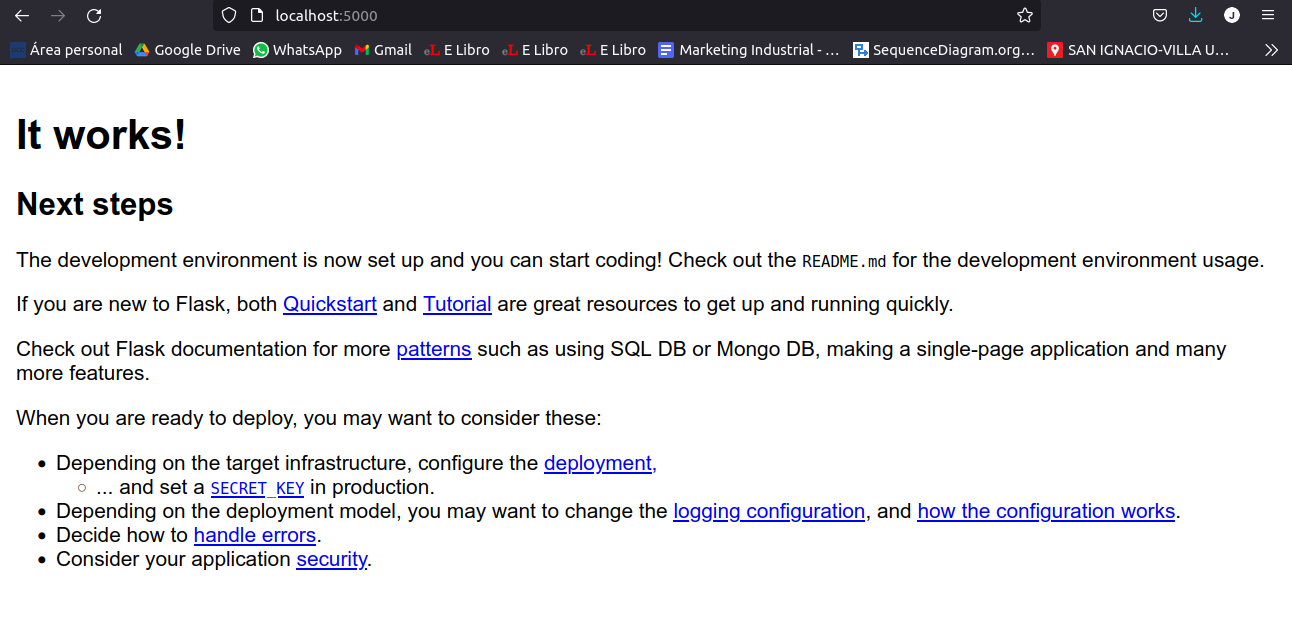 localhost:5000
Área personal Google Drive WhatsApp Gmail eL E Libro eL E Libro eL E Libro Marketing Industrial - … SequenceDiagram.org… SAN IGNACIO-VILLA U…
It works!
Next steps
The development environment is now set up and you can start coding! Check out the README.md for the development environment usage.
If you are new to Flask, both Quickstart and Tutorial are great resources to get up and running quickly.
Check out Flask documentation for more patterns such as using SQL DB or Mongo DB, making a single-page application and many
more features.
When you are ready to deploy, you may want to consider these:
• Depending on the target infrastructure, configure the deployment,
○ ... and set a SECRET_KEY in production.
• Depending on the deployment model, you may want to change the logging configuration, and how the configuration works.
• Decide how to handle errors.
• Consider your application security.